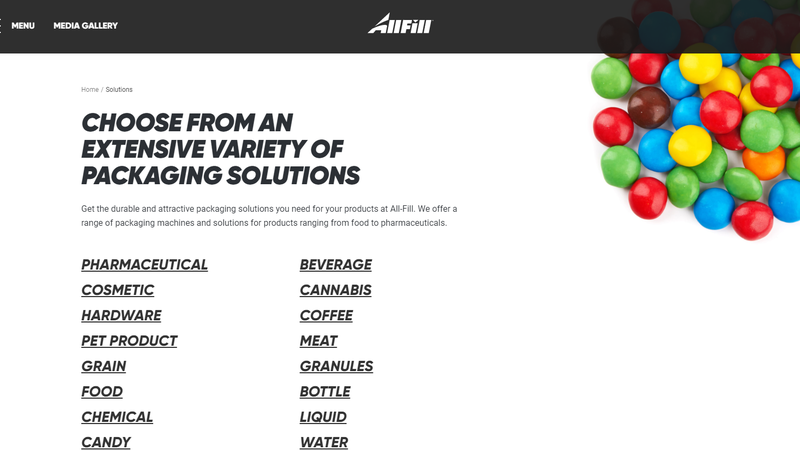 MENU
MEDIA GALLERY
AllFill
Home / Solutions
CHOOSE FROM AN
EXTENSIVE VARIETY OF
PACKAGING SOLUTIONS
Get the durable and attractive packaging solutions you need for your products at All-Fill. We offer a
range of packaging machines and solutions for products ranging from food to pharmaceuticals.
PHARMACEUTICAL
COSMETIC
HARDWARE
PET PRODUCT
GRAIN
FOOD
CHEMICAL
CANDY
BEVERAGE
CANNABIS
COFFEE
MEAT
GRANULES
BOTTLE
LIQUID
WATER